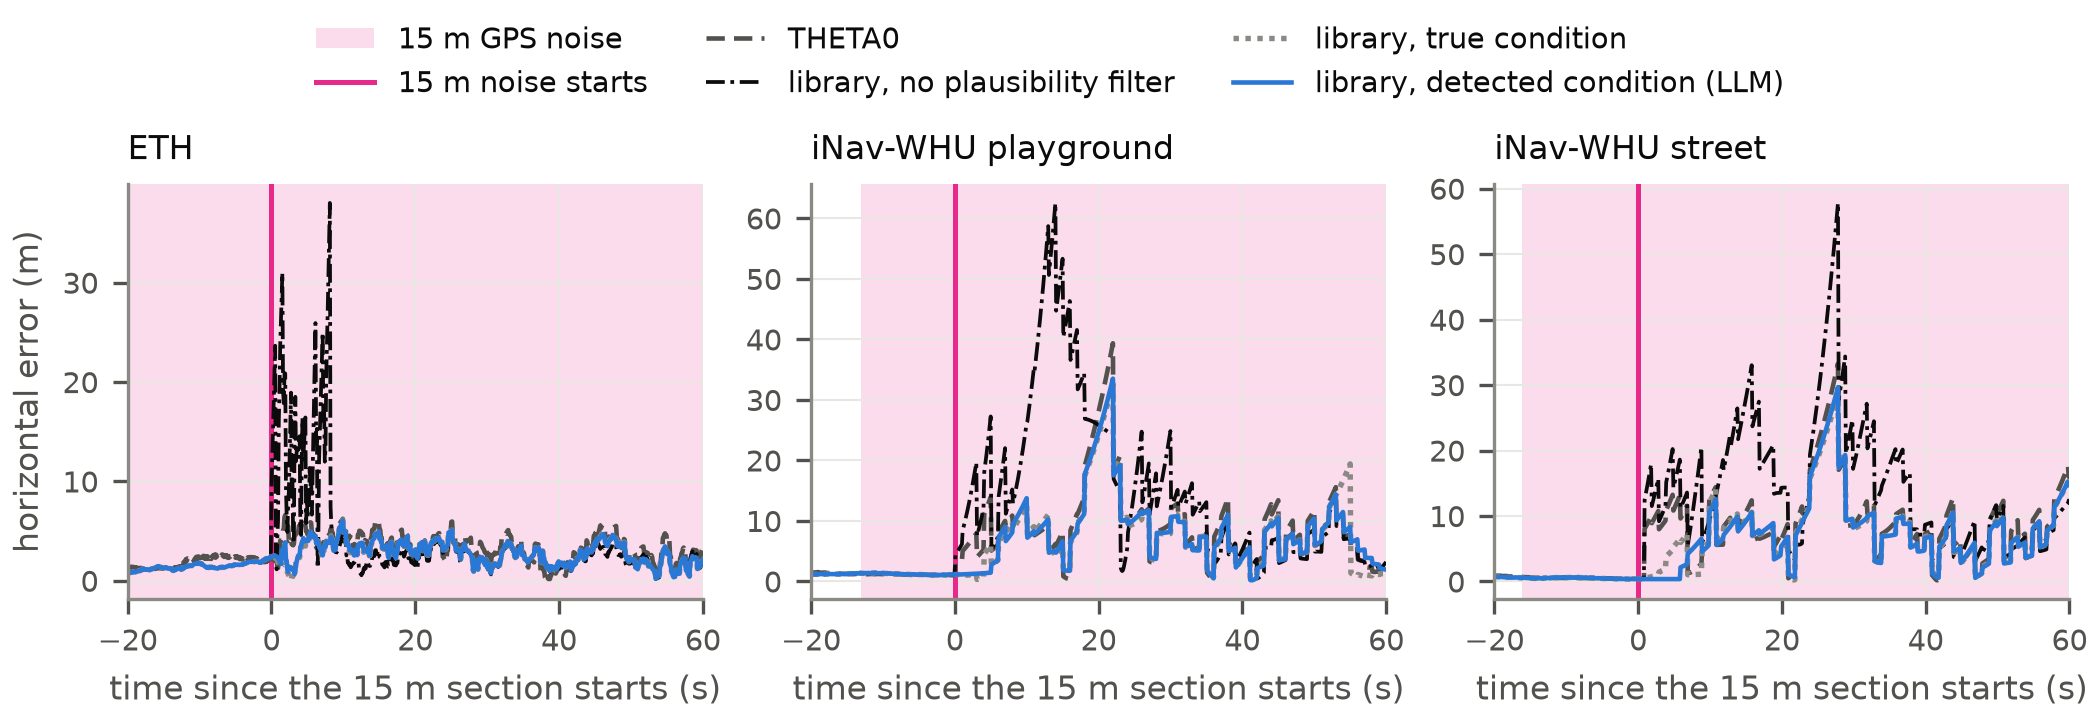 15 m GPS noise
THETA0
library, true condition
15 m noise starts
library, no plausibility filter
library, detected condition (LLM)
ETH
iNav-WHU playground
iNav-WHU street
horizontal error (m)
30
20
10
0
−20 0 20 40 60
time since the 15 m section starts (s)
60
50
40
30
20
10
0
−20 0 20 40 60
time since the 15 m section starts (s)
60
50
40
30
20
10
0
−20 0 20 40 60
time since the 15 m section starts (s)